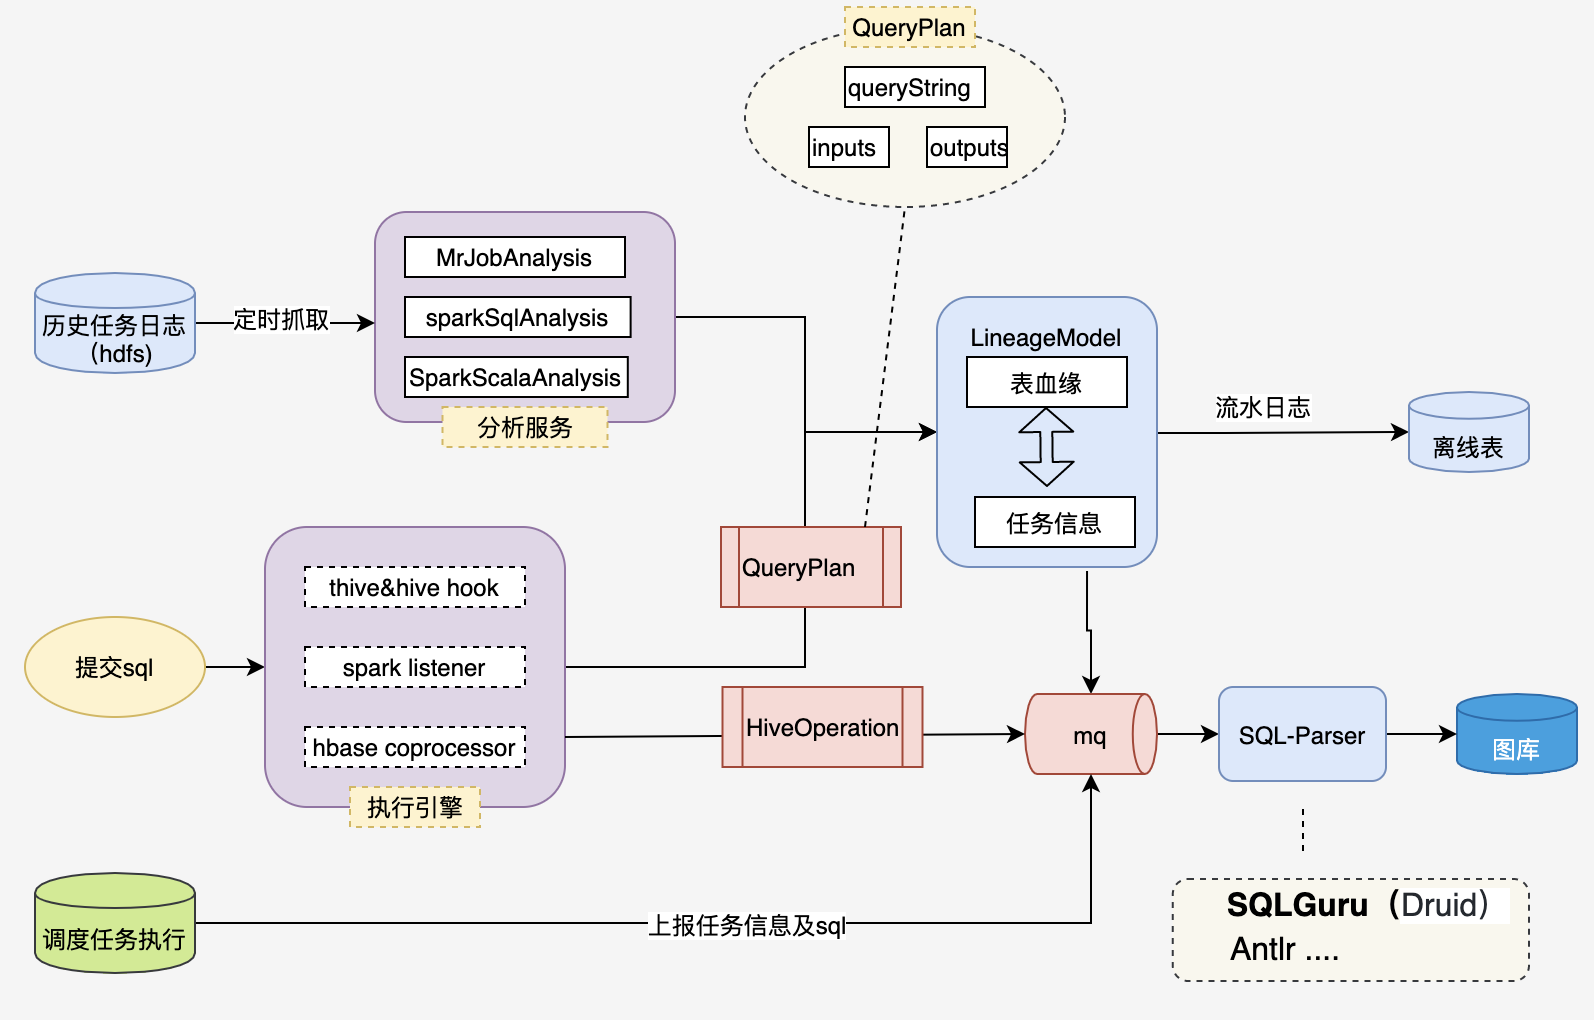 QueryPlan
queryString
inputs
outputs
MrJobAnalysis
sparkSqlAnalysis
SparkScalaAnalysis
分析服务
历史任务日志
（hdfs)
定时抓取
LineageModel
表血缘
任务信息
流水日志
离线表
thive&hive hook
spark listener
hbase coprocessor
执行引擎
提交sql
QueryPlan
HiveOperation
mq
SQL-Parser
图库
调度任务执行
上报任务信息及sql
SQLGuru（Druid）
Antlr ....